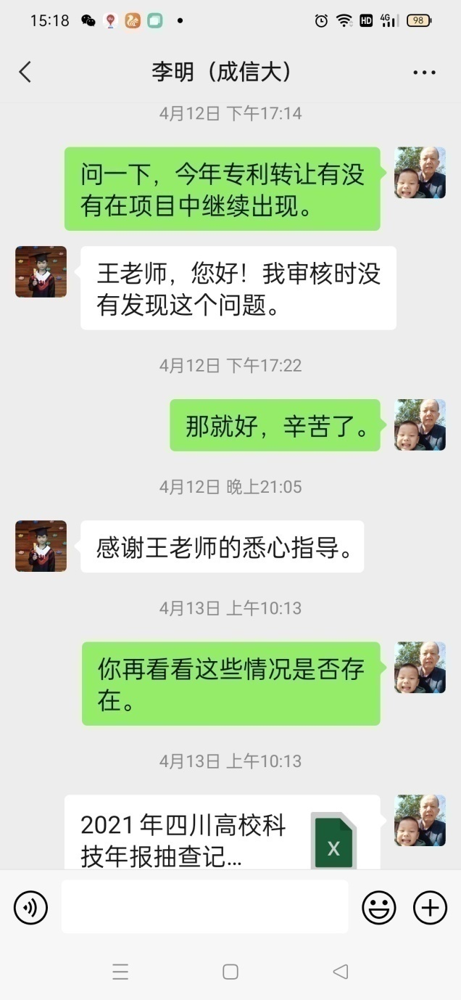 15:18
HD
4G
98
李明（成信大）
4月12日 下午17:14
问一下，今年专利转让有没
有在项目中继续出现。
王老师，您好！我审核时没
有发现这个问题。
4月12日 下午17:22
那就好，辛苦了。
4月12日 晚上21:05
感谢王老师的悉心指导。
4月13日 上午10:13
你再看看这些情况是否存
在。
4月13日 上午10:13
2021年四川高校科
技年报抽查记...
X